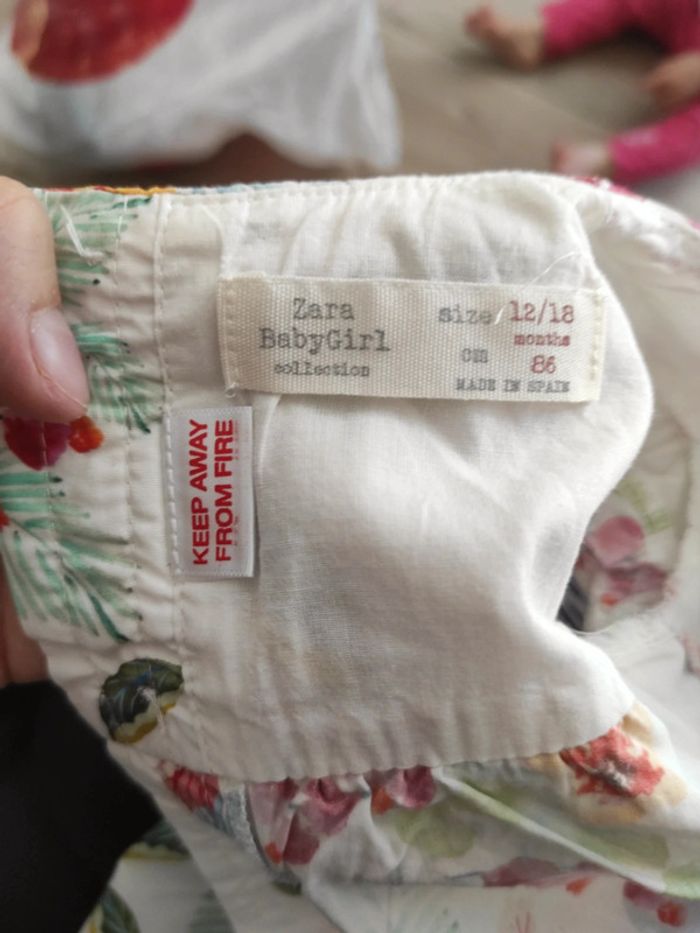 Zara
BabyGirl
collection
size 12/18
months
cm 86
MADE IN SPAIN
KEEP AWAY
FROM FIRE